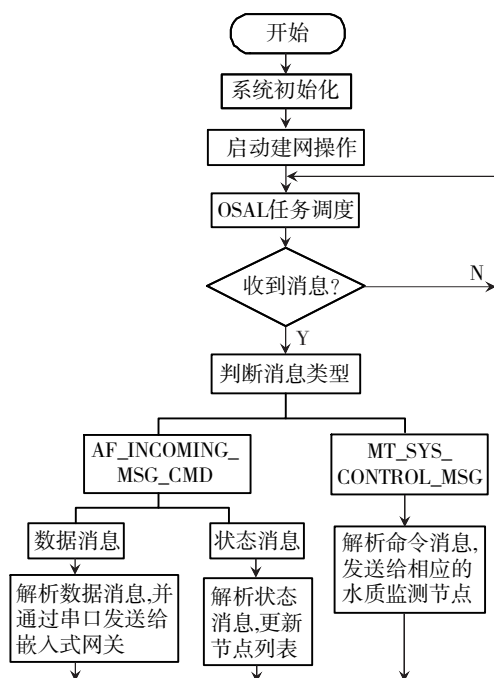 开始
系统初始化
启动建网操作
OSAL任务调度
收到消息?
N
Y
判断消息类型
AF_INCOMING_
MSG_CMD
MT_SYS_
CONTROL_MSG
数据消息
状态消息
解析数据消息,并
通过串口发送给
嵌入式网关
解析状态
消息,更新
节点列表
解析命令消息,
发送给相应的
水质监测节点